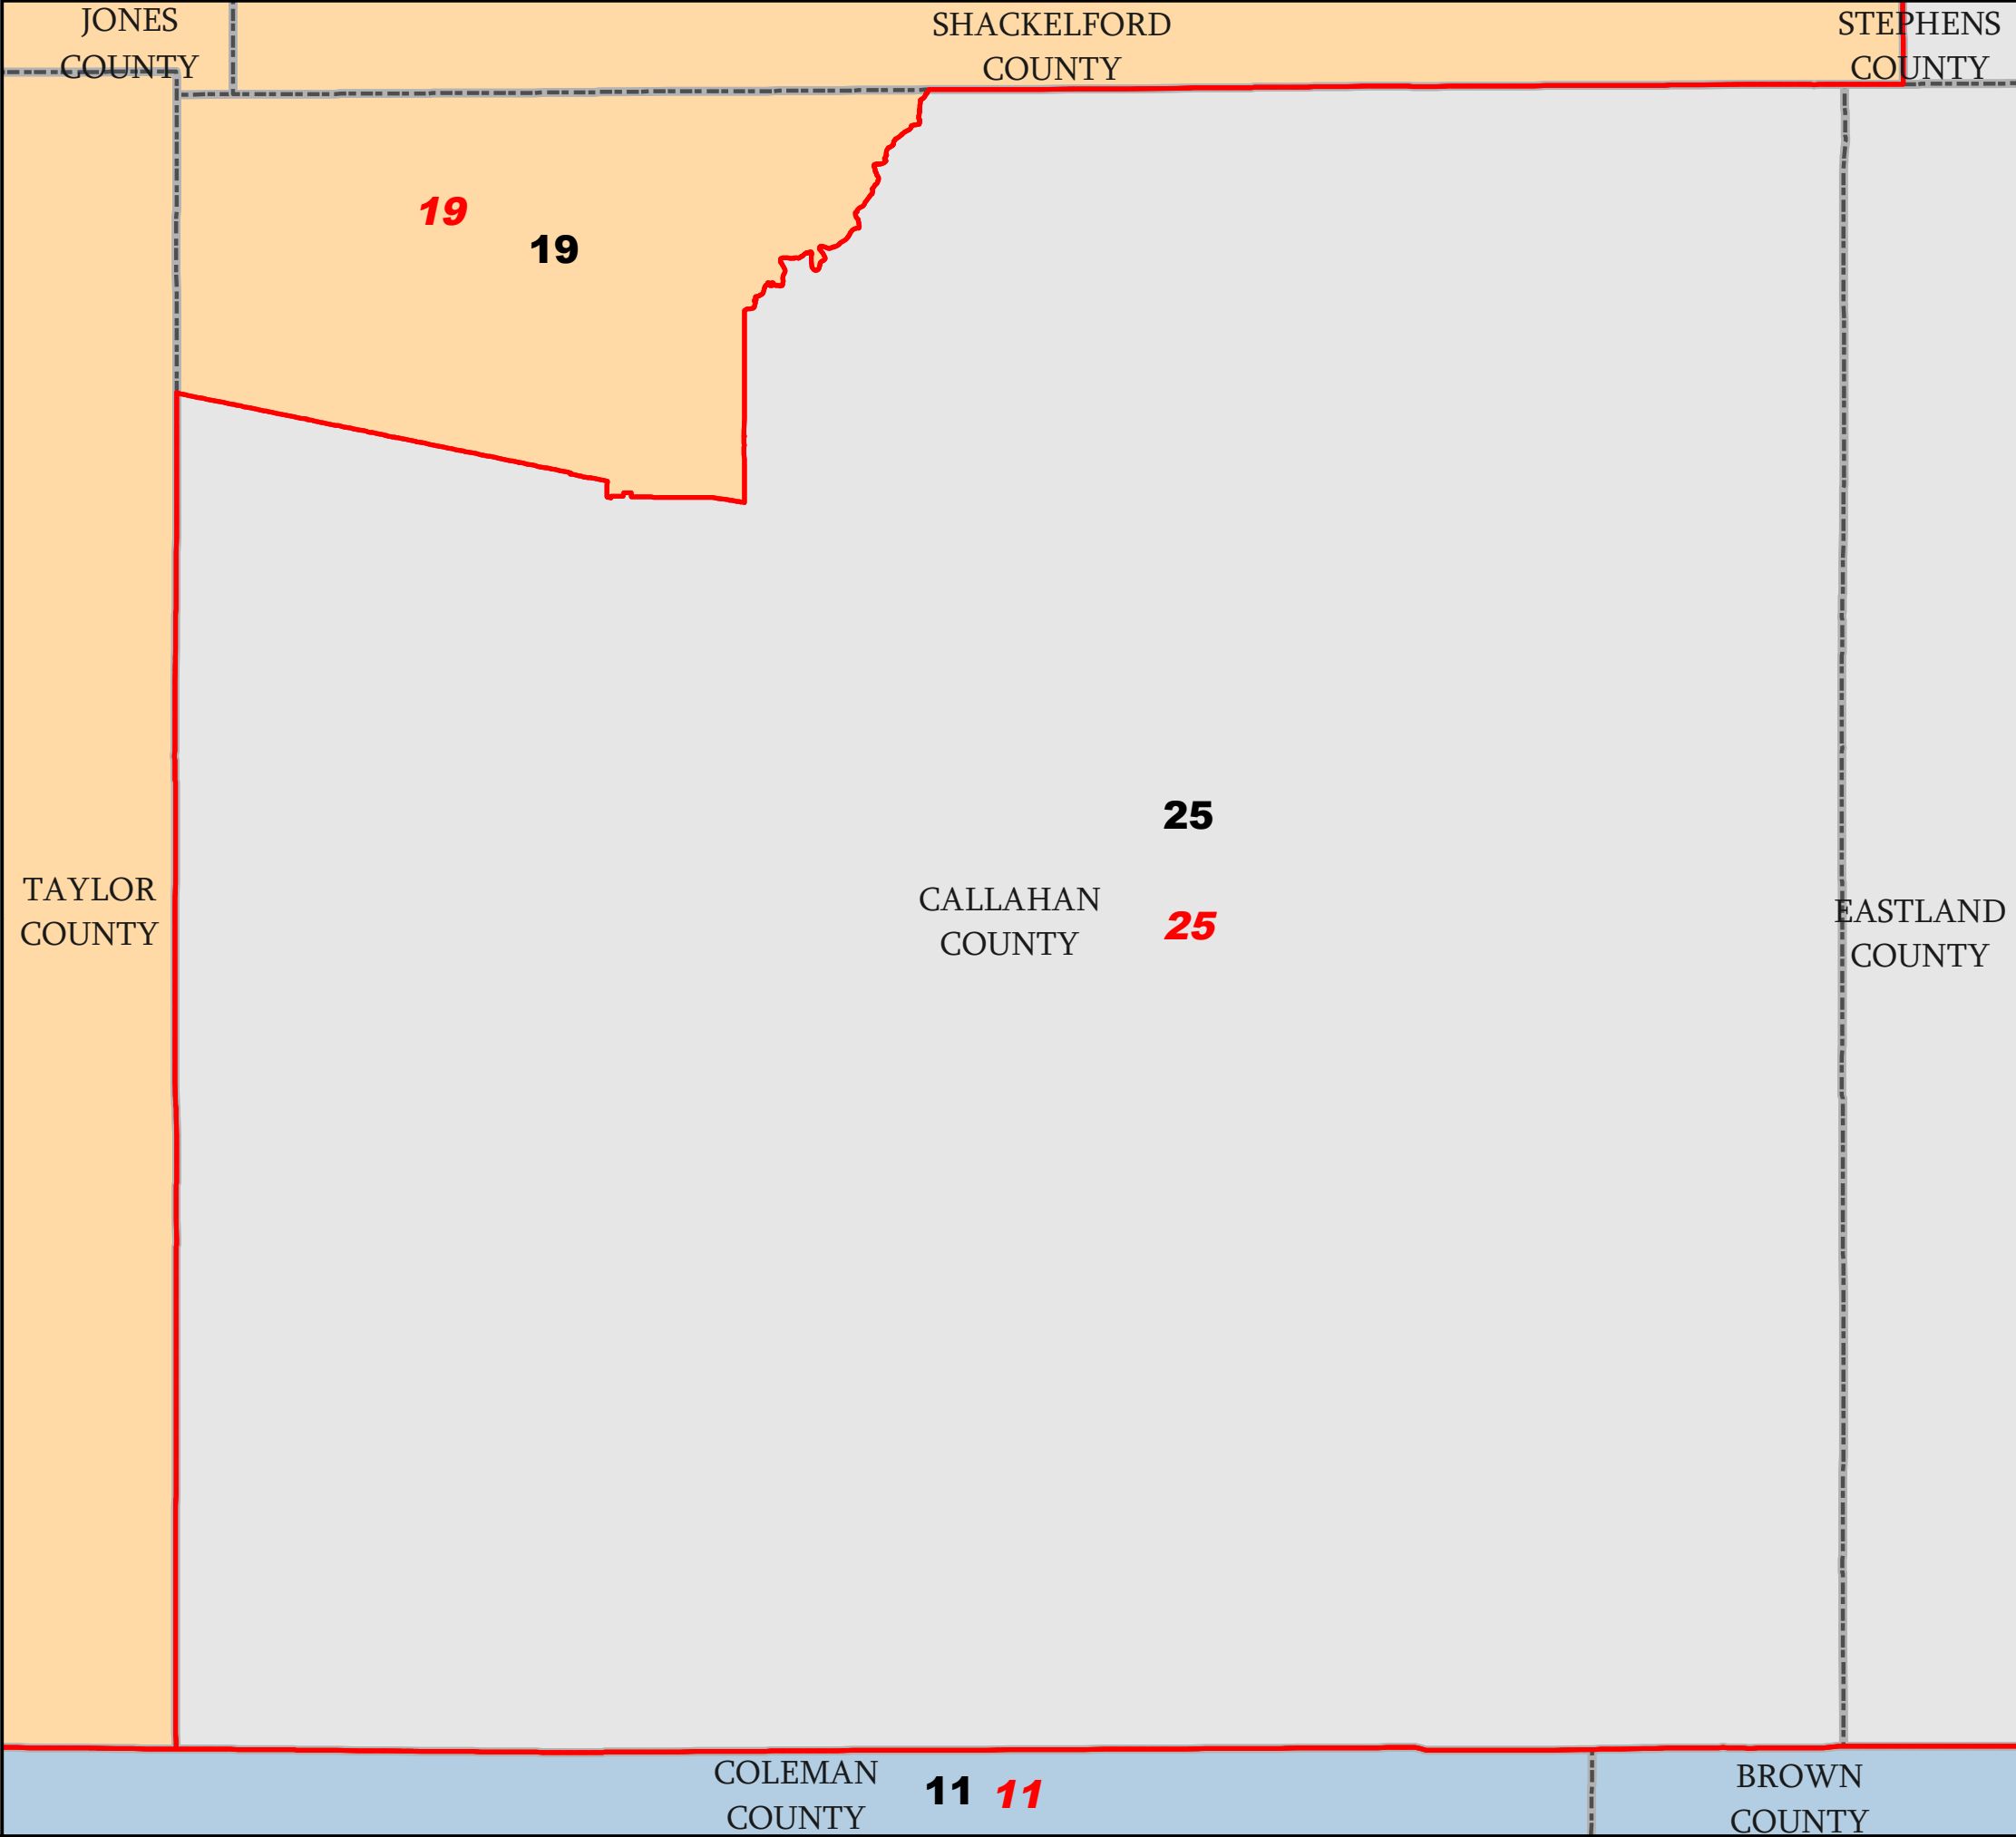 JONES
COUNTY
SHACKELFORD
COUNTY
STEPHENS
COUNTY
19
19
25
TAYLOR
COUNTY
CALLAHAN
COUNTY
25
EASTLAND
COUNTY
COLEMAN
COUNTY
11 11
BROWN
COUNTY